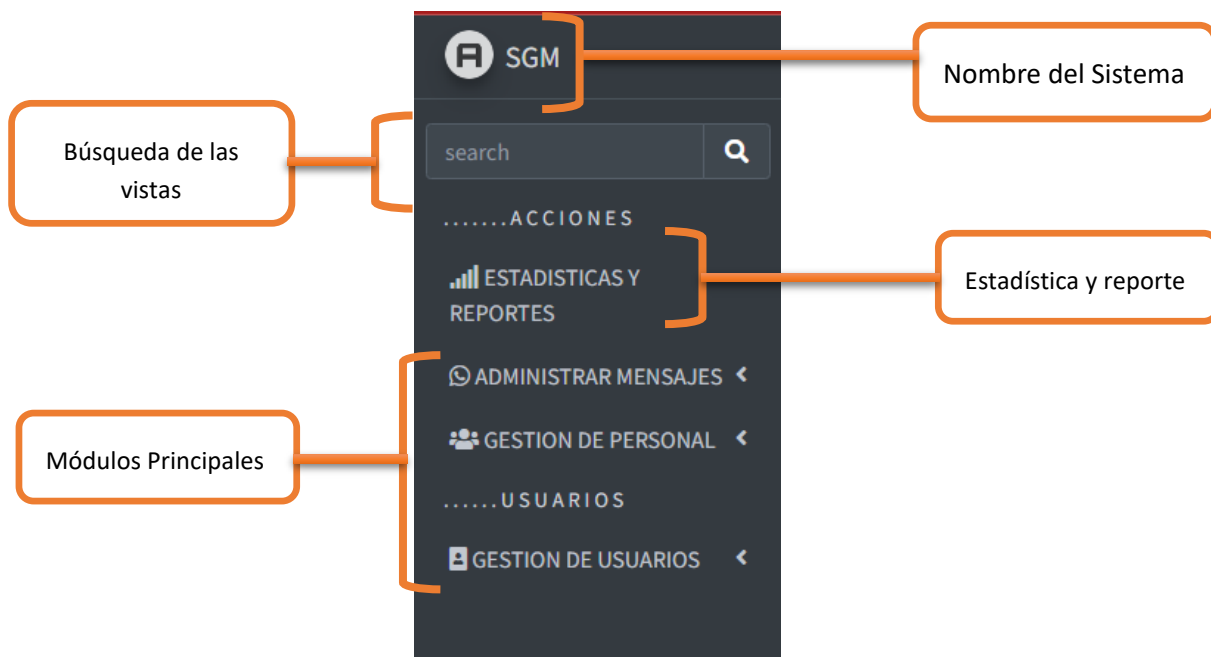 SGM
Nombre del Sistema
Búsqueda de las
vistas
search
.......ACCIONES
ESTADISTICAS Y
REPORTES
Estadística y reporte
ADMINISTRAR MENSAJES
GESTION DE PERSONAL
Módulos Principales
......USUARIOS
GESTION DE USUARIOS